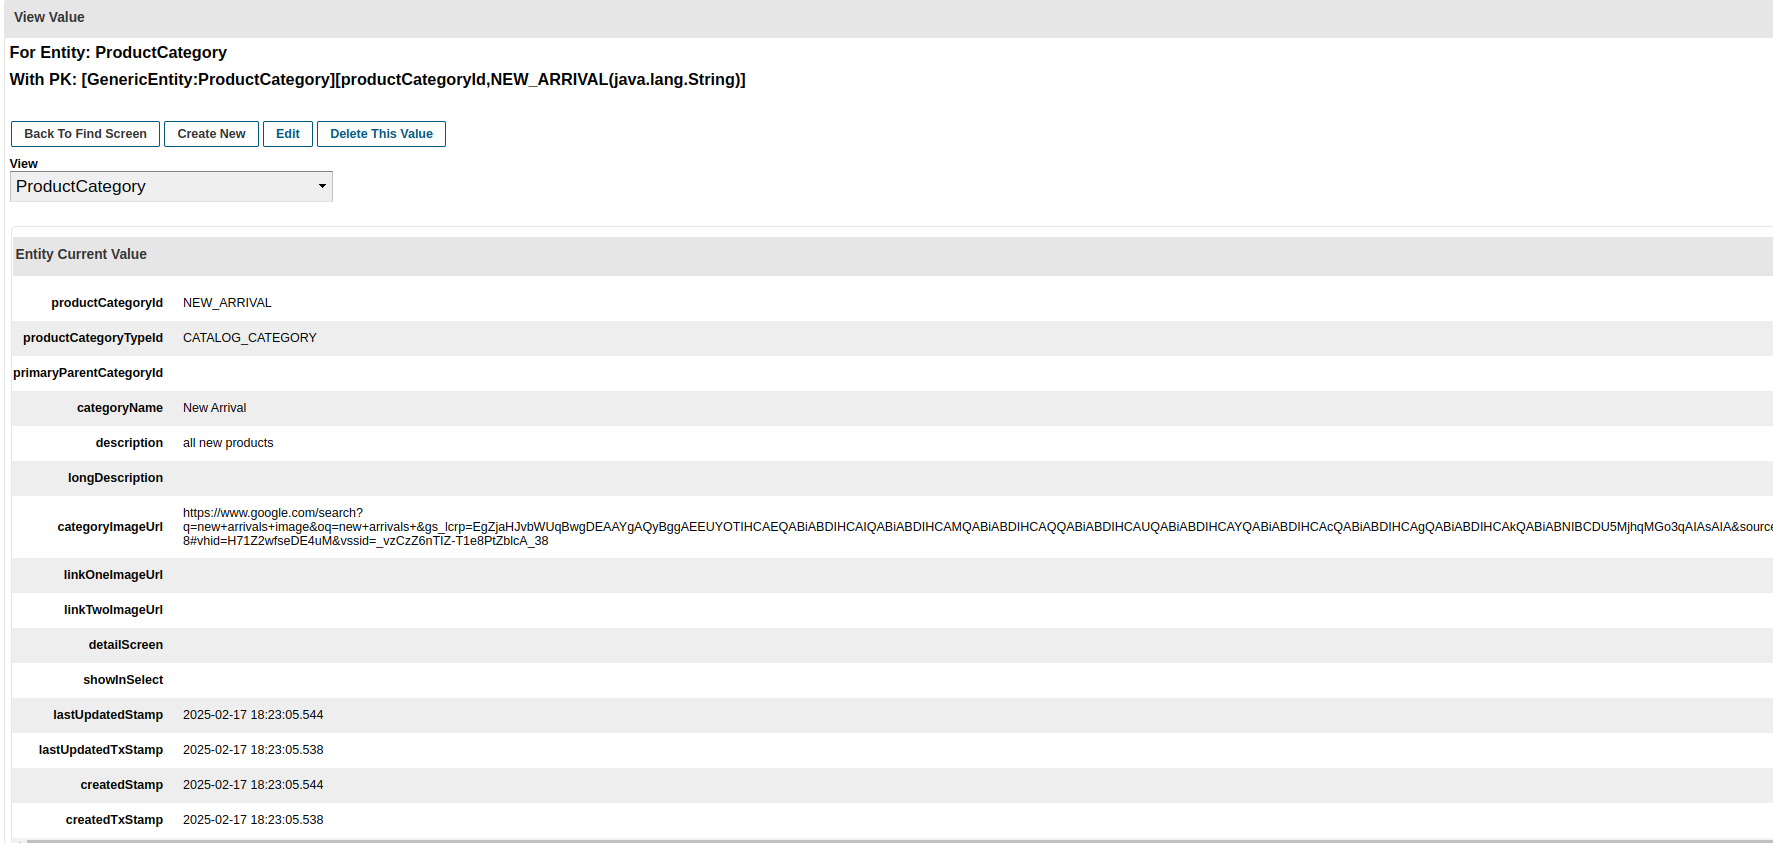 View Value
For Entity: ProductCategory
With PK: [GenericEntity:ProductCategory][productCategoryId,NEW_ARRIVAL(java.lang.String)]
Back To Find Screen Create New Edit Delete This Value
View
ProductCategory
Entity Current Value
productCategoryId NEW_ARRIVAL
productCategoryTypeId CATALOG_CATEGORY
primaryParentCategoryId
categoryName New Arrival
description all new products
longDescription
categoryImageUrl https://www.google.com/search?
q=new+arrivals+image&oq=new+arrivals+&gs_lcrp=EgZjaHJvbWUqBwgDEAAYgAQyBggAEEUYOTIHCAEQABiABDIHCAIQABiABDIHCAMQABiABDIHCAQQABiABDIHCAUQABiABDIHCAYQABiABDIHCAcQABiABDIHCAgQABiABDIHCAkQABiABNIBCDU5MjhqMGo3qAIAsAIA&source
8#vhid=H71Z2wfseDE4uM&vssid=_vzCzZ6nTIZ-T1e8PtZblcA_38
linkOneImageUrl
linkTwoImageUrl
detailScreen
showInSelect
lastUpdatedStamp 2025-02-17 18:23:05.544
lastUpdatedTxStamp 2025-02-17 18:23:05.538
createdStamp 2025-02-17 18:23:05.544
createdTxStamp 2025-02-17 18:23:05.538